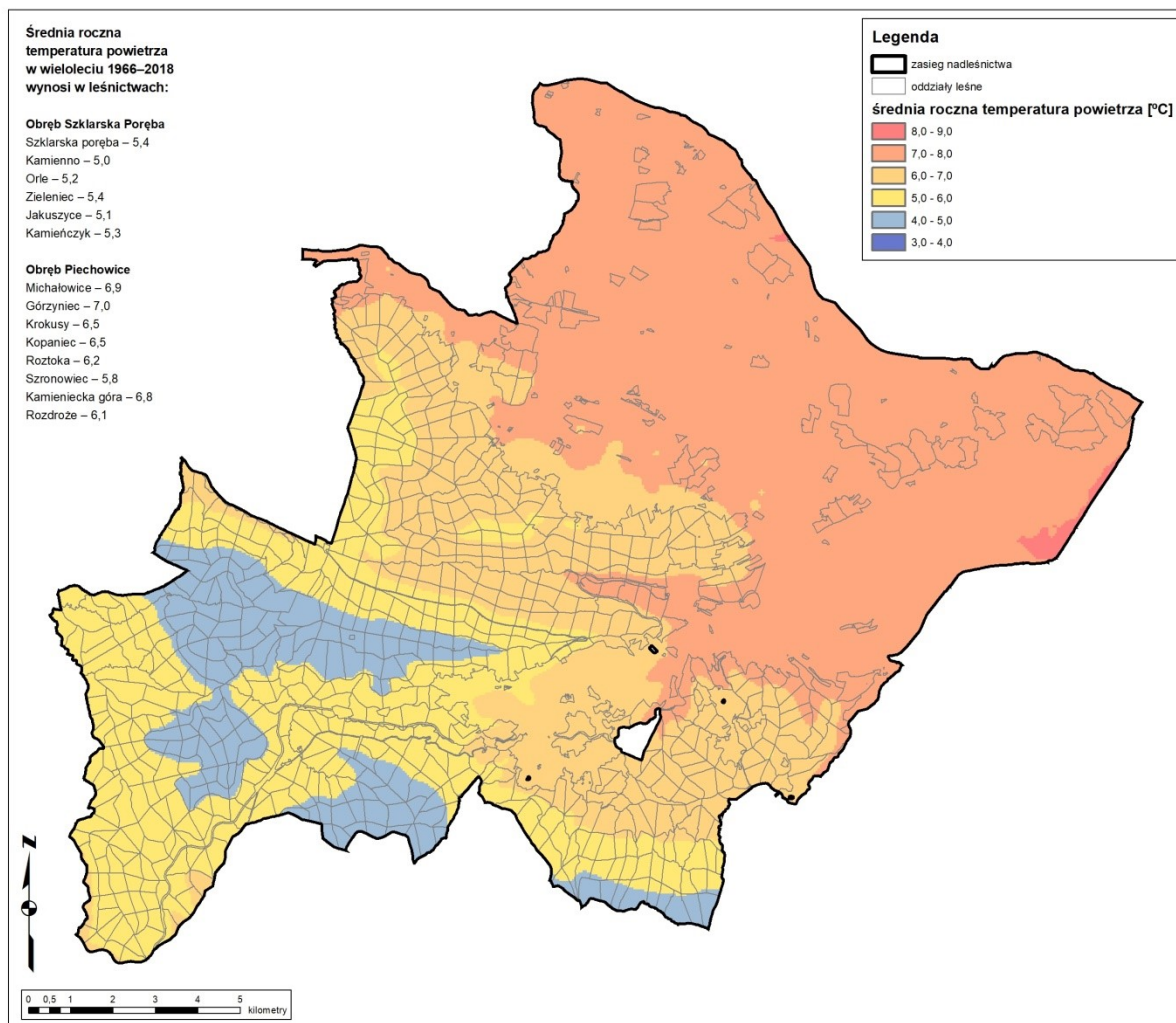 Średnia roczna
temperatura powietrza
w wieloleciu 1966–2018
wynosi w leśnictwach:
Obręb Szklarska Poręba
Szklarska poręba – 5,4
Kamienno – 5,0
Orle – 5,2
Zieleniec – 5,4
Jakuszyce – 5,1
Kamieńczyk – 5,3
Obręb Piechowice
Michałowice – 6,9
Górzyniec – 7,0
Krokusy – 6,5
Kopaniec – 6,5
Roztoka – 6,2
Szronowiec – 5,8
Kamieniecka góra – 6,8
Rozdroże – 6,1
Legenda
zasieg nadleśnictwa
oddziały leśne
średnia roczna temperatura powietrza [ºC]
8,0 - 9,0
7,0 - 8,0
6,0 - 7,0
5,0 - 6,0
4,0 - 5,0
3,0 - 4,0
N
0 0,5 1 2 3 4 5
kilometry